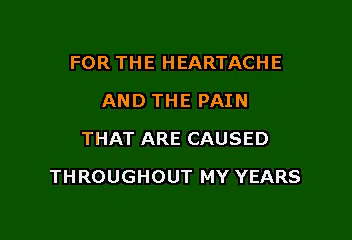 FOR THE HEARTACHE
AND THE PAIN
THAT ARE CAUSED
THROUGHOUT MY YEARS